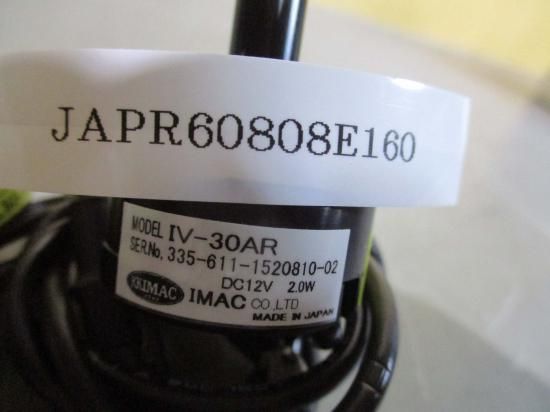 JAPR60808E160
MODEL IV-30AR
SER.No, 335-611-1520810-02
DC12V 2.0W
KKIMAC IMAC CO.,LTD
MADE IN JAPAN